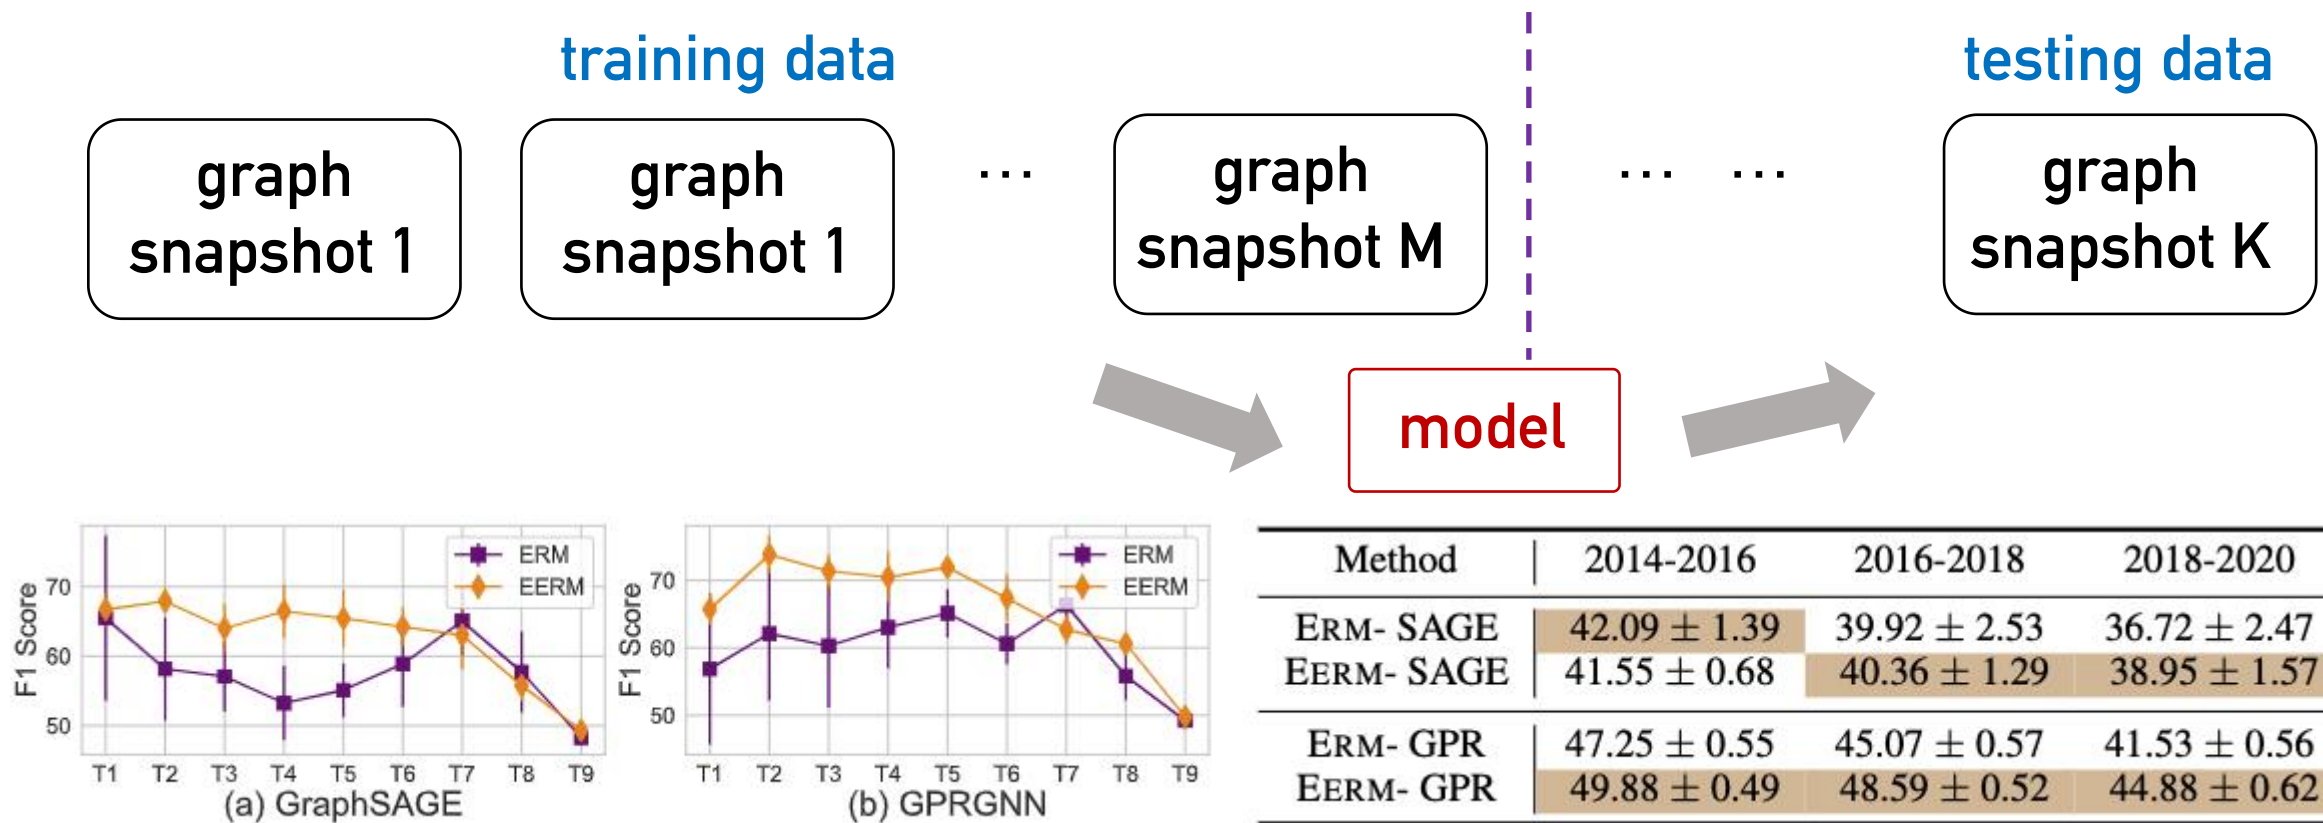 training data
testing data
graph
snapshot 1
graph
snapshot 1
...
graph
snapshot M
... ...
graph
snapshot K
model
F1 Score
70
60
50
ERM
EERM
T1 T2 T3 T4 T5 T6 T7 T8 T9
(a) GraphSAGE
F1 Score
70
60
50
ERM
EERM
T1 T2 T3 T4 T5 T6 T7 T8 T9
(b) GPRGNN
Method 2014-2016 2016-2018 2018-2020
ERM- SAGE 42.09 ± 1.39 39.92 ± 2.53 36.72 ± 2.47
EERM- SAGE 41.55 ± 0.68 40.36 ± 1.29 38.95 ± 1.57
ERM- GPR 47.25 ± 0.55 45.07 ± 0.57 41.53 ± 0.56
EERM- GPR 49.88 ± 0.49 48.59 ± 0.52 44.88 ± 0.62